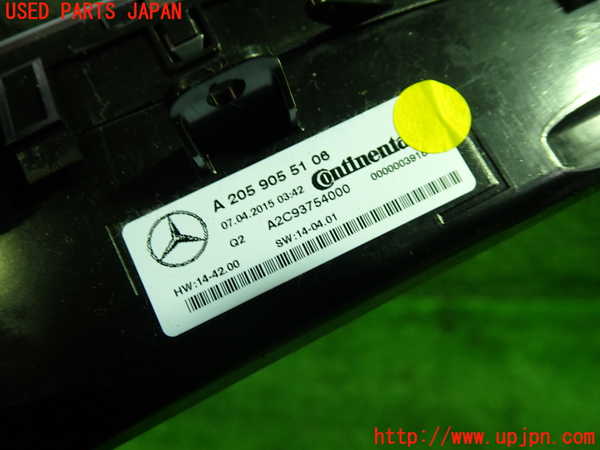 USED PARTS JAPAN
A 205 905 51 08
07.04.2015 03:42
Q2
A2C93754000
HW:14-42.00
SW:14-04.01
http://www.upjpn.com/